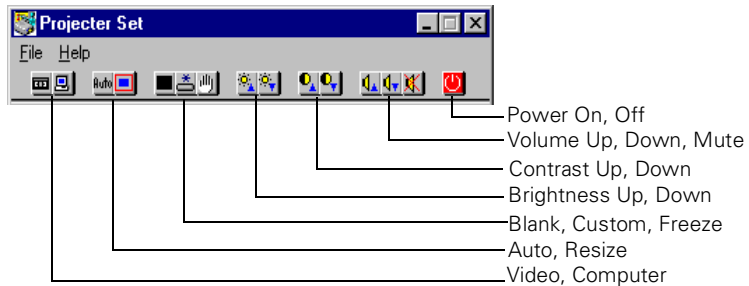 Projecter Set
File Help
Auto
Power On, Off
Volume Up, Down, Mute
Contrast Up, Down
Brightness Up, Down
Blank, Custom, Freeze
Auto, Resize
Video, Computer